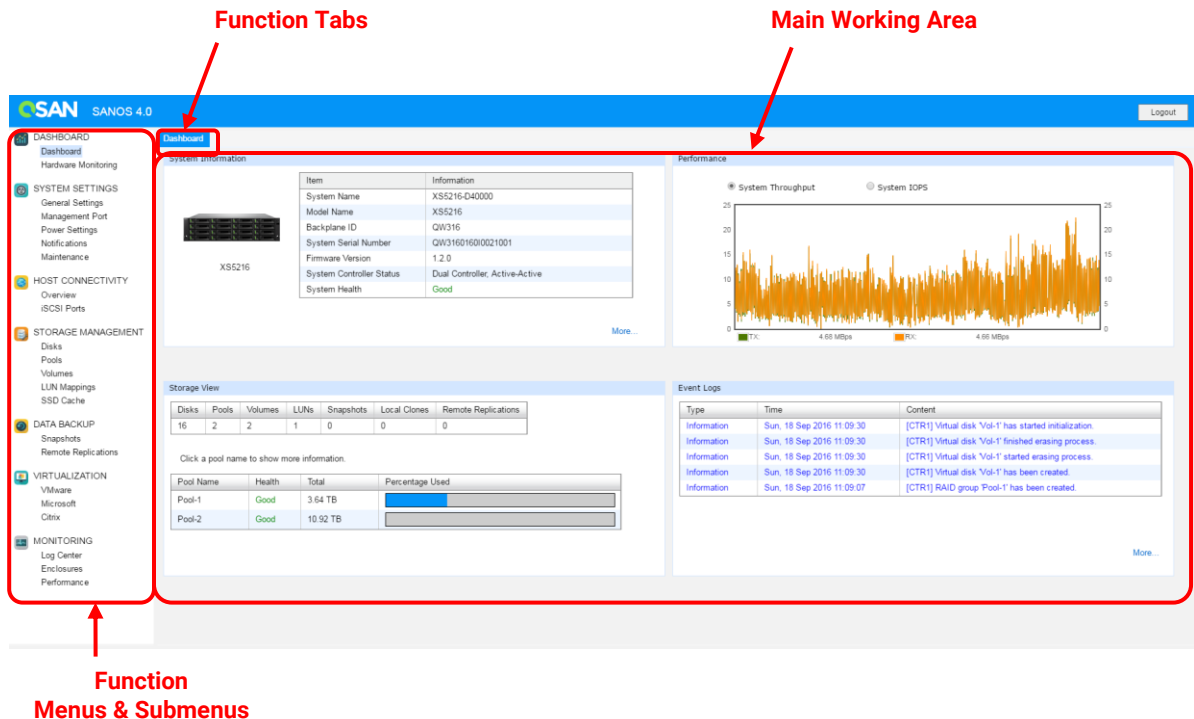 Function Tabs
Main Working Area
QSAN SANOS 4.0
Logout
DASHBOARD
Dashboard
Hardware Monitoring
SYSTEM SETTINGS
General Settings
Management Port
Power Settings
Notifications
Maintenance
HOST CONNECTIVITY
Overview
iSCSI Ports
STORAGE MANAGEMENT
Disks
Pools
Volumes
LUN Mappings
SSD Cache
DATA BACKUP
Snapshots
Remote Replications
VIRTUALIZATION
VMware
Microsoft
Citrix
MONITORING
Log Center
Enclosures
Performance
Dashboard
System Information
XS5216
Item Information
System Name XS5216-D40000
Model Name XS5216
Backplane ID QW316
System Serial Number QW3160160I0021001
Firmware Version 1.2.0
System Controller Status Dual Controller, Active-Active
System Health Good
More...
Performance
System Throughput System IOPS
25 25
20 20
15 15
10 10
5 5
0 0
TX: 4.66 MBps RX: 4.66 MBps
Storage View
Disks Pools Volumes LUNs Snapshots Local Clones Remote Replications
16 2 2 1 0 0 0
Click a pool name to show more information.
Pool Name Health Total Percentage Used
Pool-1 Good 3.64 TB
Pool-2 Good 10.92 TB
Event Logs
Type Time Content
Information Sun, 18 Sep 2016 11:09:30 [CTR1] Virtual disk 'Vol-1' has started initialization.
Information Sun, 18 Sep 2016 11:09:30 [CTR1] Virtual disk 'Vol-1' finished erasing process.
Information Sun, 18 Sep 2016 11:09:30 [CTR1] Virtual disk 'Vol-1' started erasing process.
Information Sun, 18 Sep 2016 11:09:30 [CTR1] Virtual disk 'Vol-1' has been created.
Information Sun, 18 Sep 2016 11:09:07 [CTR1] RAID group 'Pool-1' has been created.
More...
Function
Menus & Submenus